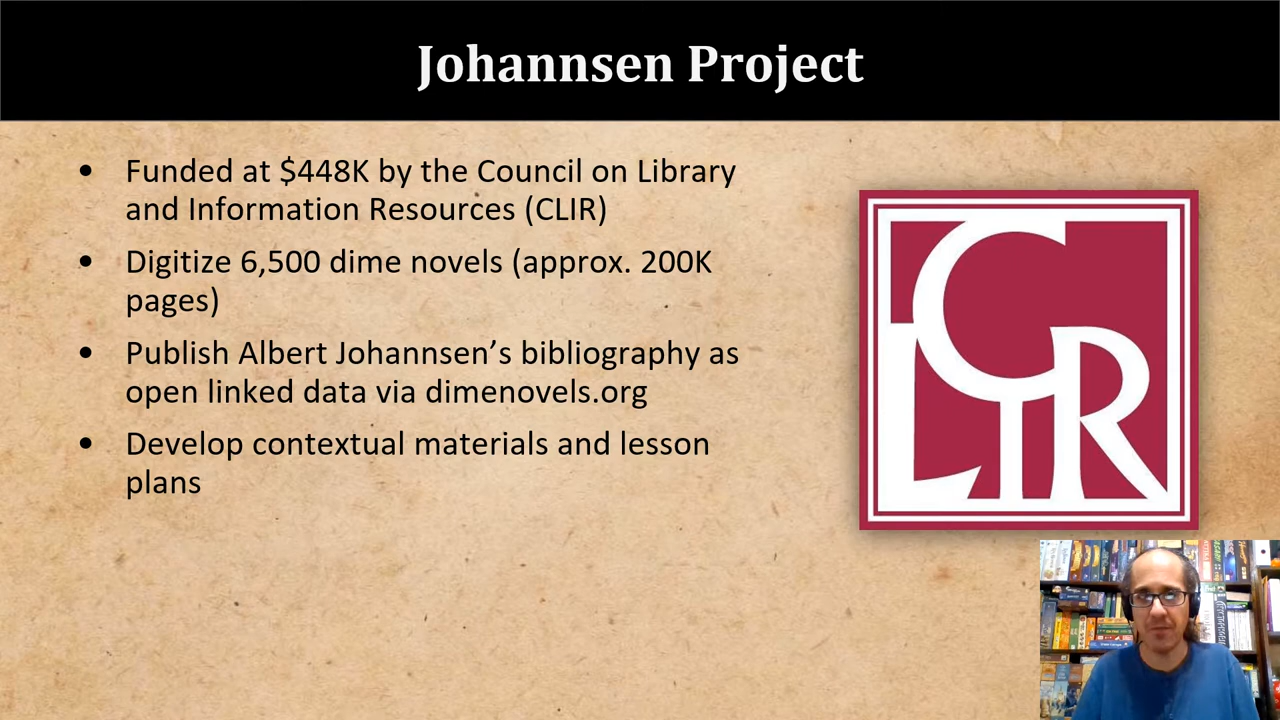 Johannsen Project
• Funded at $448K by the Council on Library
and Information Resources (CLIR)
• Digitize 6,500 dime novels (approx. 200K
pages)
• Publish Albert Johannsen’s bibliography as
open linked data via dimenovels.org
• Develop contextual materials and lesson
plans
CLIR